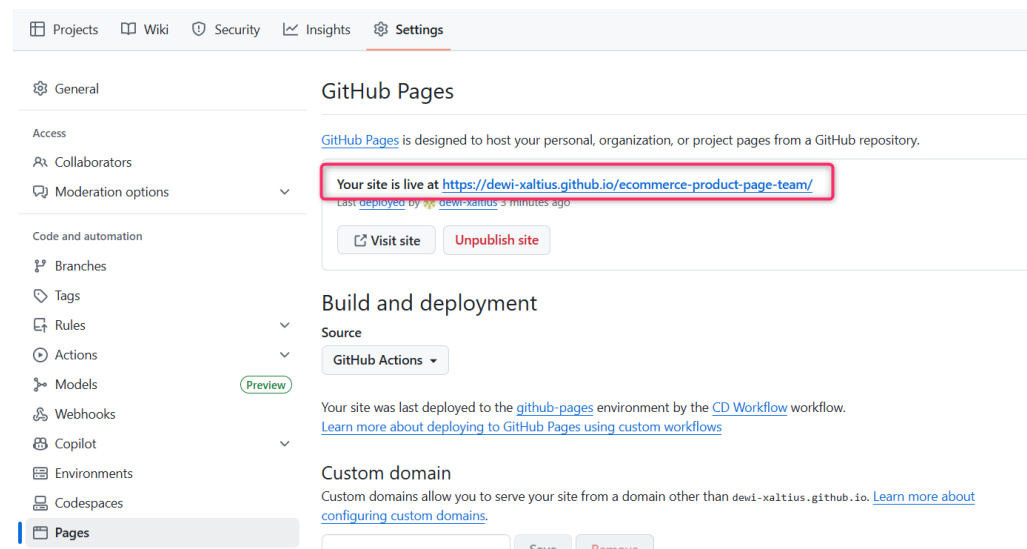 Projects Wiki Security Insights Settings
General
Access
Collaborators
Moderation options
Code and automation
Branches
Tags
Rules
Actions
Models Preview
Webhooks
Copilot
Environments
Codespaces
Pages
GitHub Pages
GitHub Pages is designed to host your personal, organization, or project pages from a GitHub repository.
Your site is live at https://dewi-xaltius.github.io/ecommerce-product-page-team/
Last deployed by dewi-xaltius 3 minutes ago
Visit site Unpublish site
Build and deployment
Source
GitHub Actions
Your site was last deployed to the github-pages environment by the CD Workflow workflow.
Learn more about deploying to GitHub Pages using custom workflows
Custom domain
Custom domains allow you to serve your site from a domain other than dewi-xaltius.github.io. Learn more about
configuring custom domains.
Save Remove